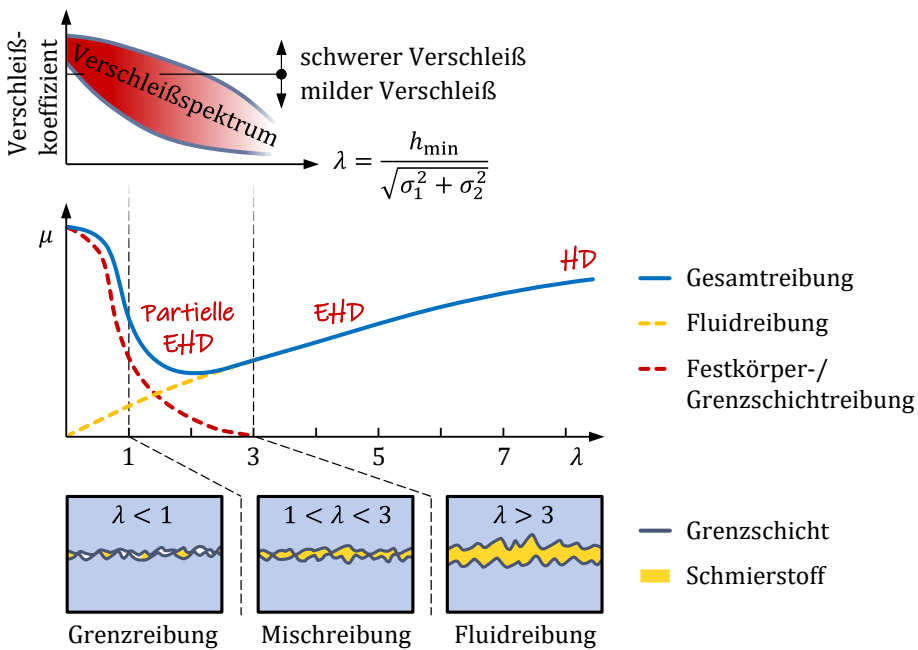 Verschleiß-
koeffizient
Verschleißspektrum
schwerer Verschleiß
milder Verschleiß
λ = h_min / √(σ₁² + σ₂²)
μ
Partielle
EHD
EHD
HD
1
3
5
7
λ
Gesamtreibung
Fluidreibung
Festkörper-/
Grenzschichtreibung
λ < 1
1 < λ < 3
λ > 3
Grenzreibung
Mischreibung
Fluidreibung
Grenzschicht
Schmierstoff